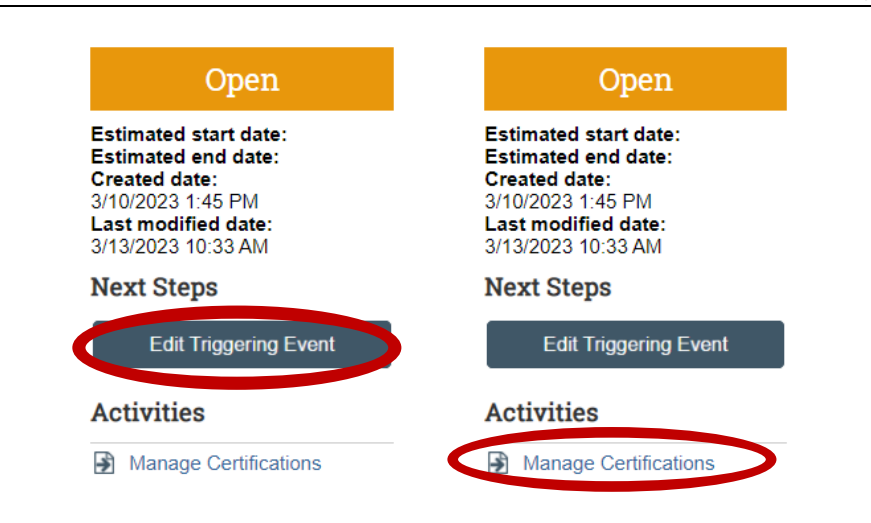 Open
Estimated start date:
Estimated end date:
Created date:
3/10/2023 1:45 PM
Last modified date:
3/13/2023 10:33 AM
Next Steps
Edit Triggering Event
Activities
Manage Certifications
Open
Estimated start date:
Estimated end date:
Created date:
3/10/2023 1:45 PM
Last modified date:
3/13/2023 10:33 AM
Next Steps
Edit Triggering Event
Activities
Manage Certifications